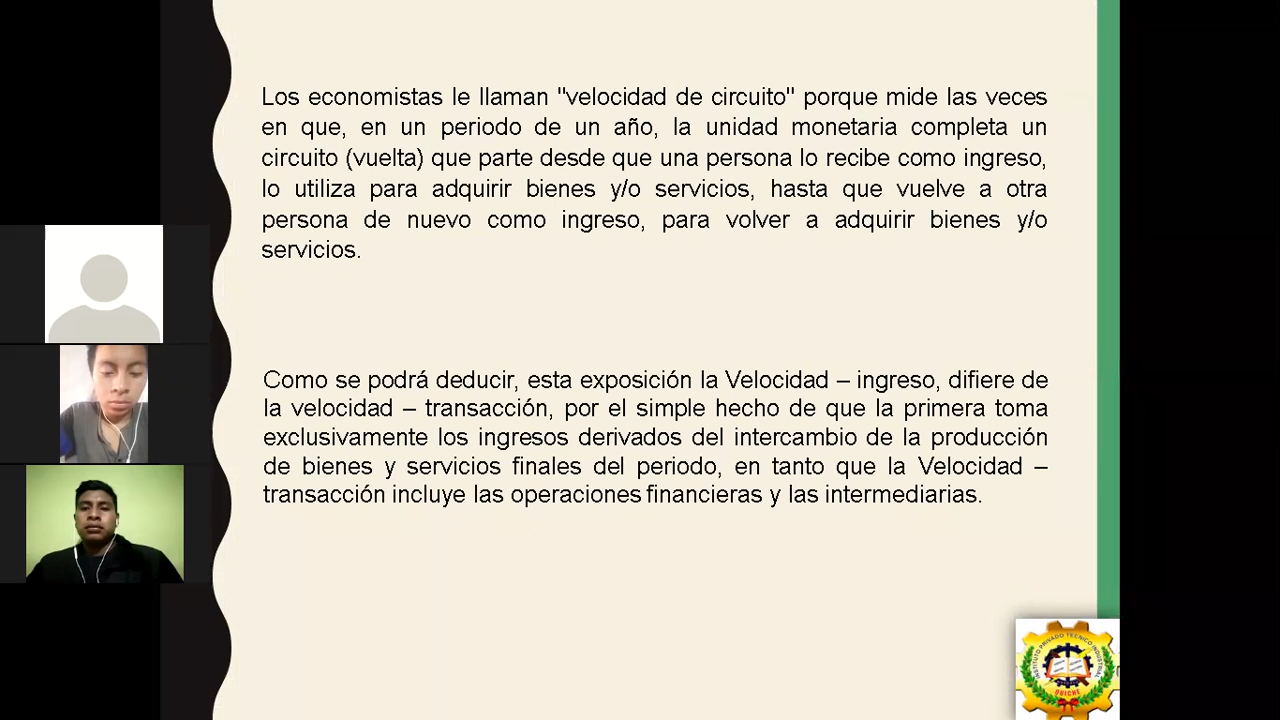 Los economistas le llaman "velocidad de circuito" porque mide las veces
en que, en un periodo de un año, la unidad monetaria completa un
circuito (vuelta) que parte desde que una persona lo recibe como ingreso,
lo utiliza para adquirir bienes y/o servicios, hasta que vuelve a otra
persona de nuevo como ingreso, para volver a adquirir bienes y/o
servicios.
Como se podrá deducir, esta exposición la Velocidad – ingreso, difiere de
la velocidad – transacción, por el simple hecho de que la primera toma
exclusivamente los ingresos derivados del intercambio de la producción
de bienes y servicios finales del periodo, en tanto que la Velocidad –
transacción incluye las operaciones financieras y las intermediarias.
INSTITUTO PRIVADO TECNICO INDUSTRIAL
QUICHE